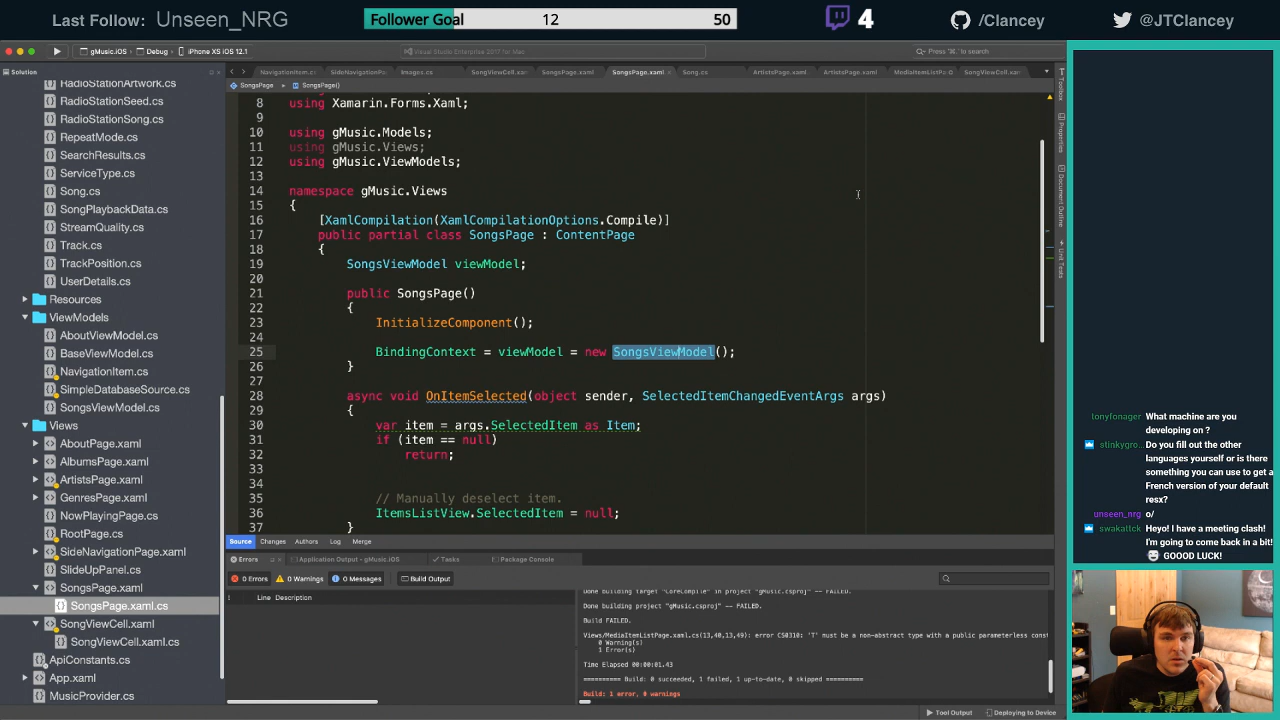 Last Follow: Unseen_NRG
Follower Goal 12 50
4
/Clancey
@JTClancey
gMusic.iOS
Debug
iPhone XS iOS 12.1
Visual Studio Enterprise 2017 for Mac
Press '⌘.' to search
Solution
NavigationItem.cs
SideNavigationPa
Images.cs
SongViewCell.xam
SongsPage.xaml
SongsPage.xaml.
Song.cs
ArtistsPage.xaml
ArtistsPage.xaml.
MediaItemListPa
SongViewCell.xam
SongsPage
SongsPage()
RadioStationArtwork.cs
RadioStationSeed.cs
RadioStationSong.cs
RepeatMode.cs
SearchResults.cs
ServiceType.cs
Song.cs
SongPlaybackData.cs
StreamQuality.cs
Track.cs
TrackPosition.cs
UserDetails.cs
Resources
ViewModels
AboutViewModel.cs
BaseViewModel.cs
NavigationItem.cs
SimpleDatabaseSource.cs
SongsViewModel.cs
Views
AboutPage.xaml
AlbumsPage.xaml
ArtistsPage.xaml
GenresPage.xaml
NowPlayingPage.cs
RootPage.cs
SideNavigationPage.xaml
SlideUpPanel.cs
SongsPage.xaml
SongsPage.xaml.cs
SongViewCell.xaml
SongViewCell.xaml.cs
ApiConstants.cs
App.xaml
MusicProvider.cs
8 using Xamarin.Forms.Xaml;
9
10 using gMusic.Models;
11 using gMusic.Views;
12 using gMusic.ViewModels;
13
14 namespace gMusic.Views
15 {
16 [XamlCompilation(XamlCompilationOptions.Compile)]
17 public partial class SongsPage : ContentPage
18 {
19 SongsViewModel viewModel;
20
21 public SongsPage()
22 {
23 InitializeComponent();
24
25 BindingContext = viewModel = new SongsViewModel();
26 }
27
28 async void OnItemSelected(object sender, SelectedItemChangedEventArgs args)
29 {
30 var item = args.SelectedItem as Item;
31 if (item == null)
32 return;
33
34
35 // Manually deselect item.
36 ItemsListView.SelectedItem = null;
37 }
Source Changes Authors Log Merge
Errors
Application Output - gMusic.iOS
Tasks
Package Console
0 Errors
0 Warnings
0 Messages
Build Output
! Line Description
Done building target "CoreCompile" in project "gMusic.csproj" -- FAILED.
Done building project "gMusic.csproj" -- FAILED.
Build FAILED.
Views/MediaItemListPage.xaml.cs(13,40,13,49): error CS0310: 'T' must be a non-abstract type with a public parameterless const
0 Warning(s)
1 Error(s)
Time Elapsed 00:00:01.43
========== Build: 0 succeeded, 1 failed, 1 up-to-date, 0 skipped ==========
Build: 1 error, 0 warnings
Tool Output
Deploying to Device
Toolbox
Properties
Document Outline
Unit Tests
tonyfonager What machine are you
developing on ?
stinkygro... Do you fill out the other
languages yourself or is there
something you can use to get a
French version of your default
resx?
unseen_nrg o/
swakattck Heyo! I have a meeting clash!
I'm going to come back in a bit!
GOOOD LUCK!